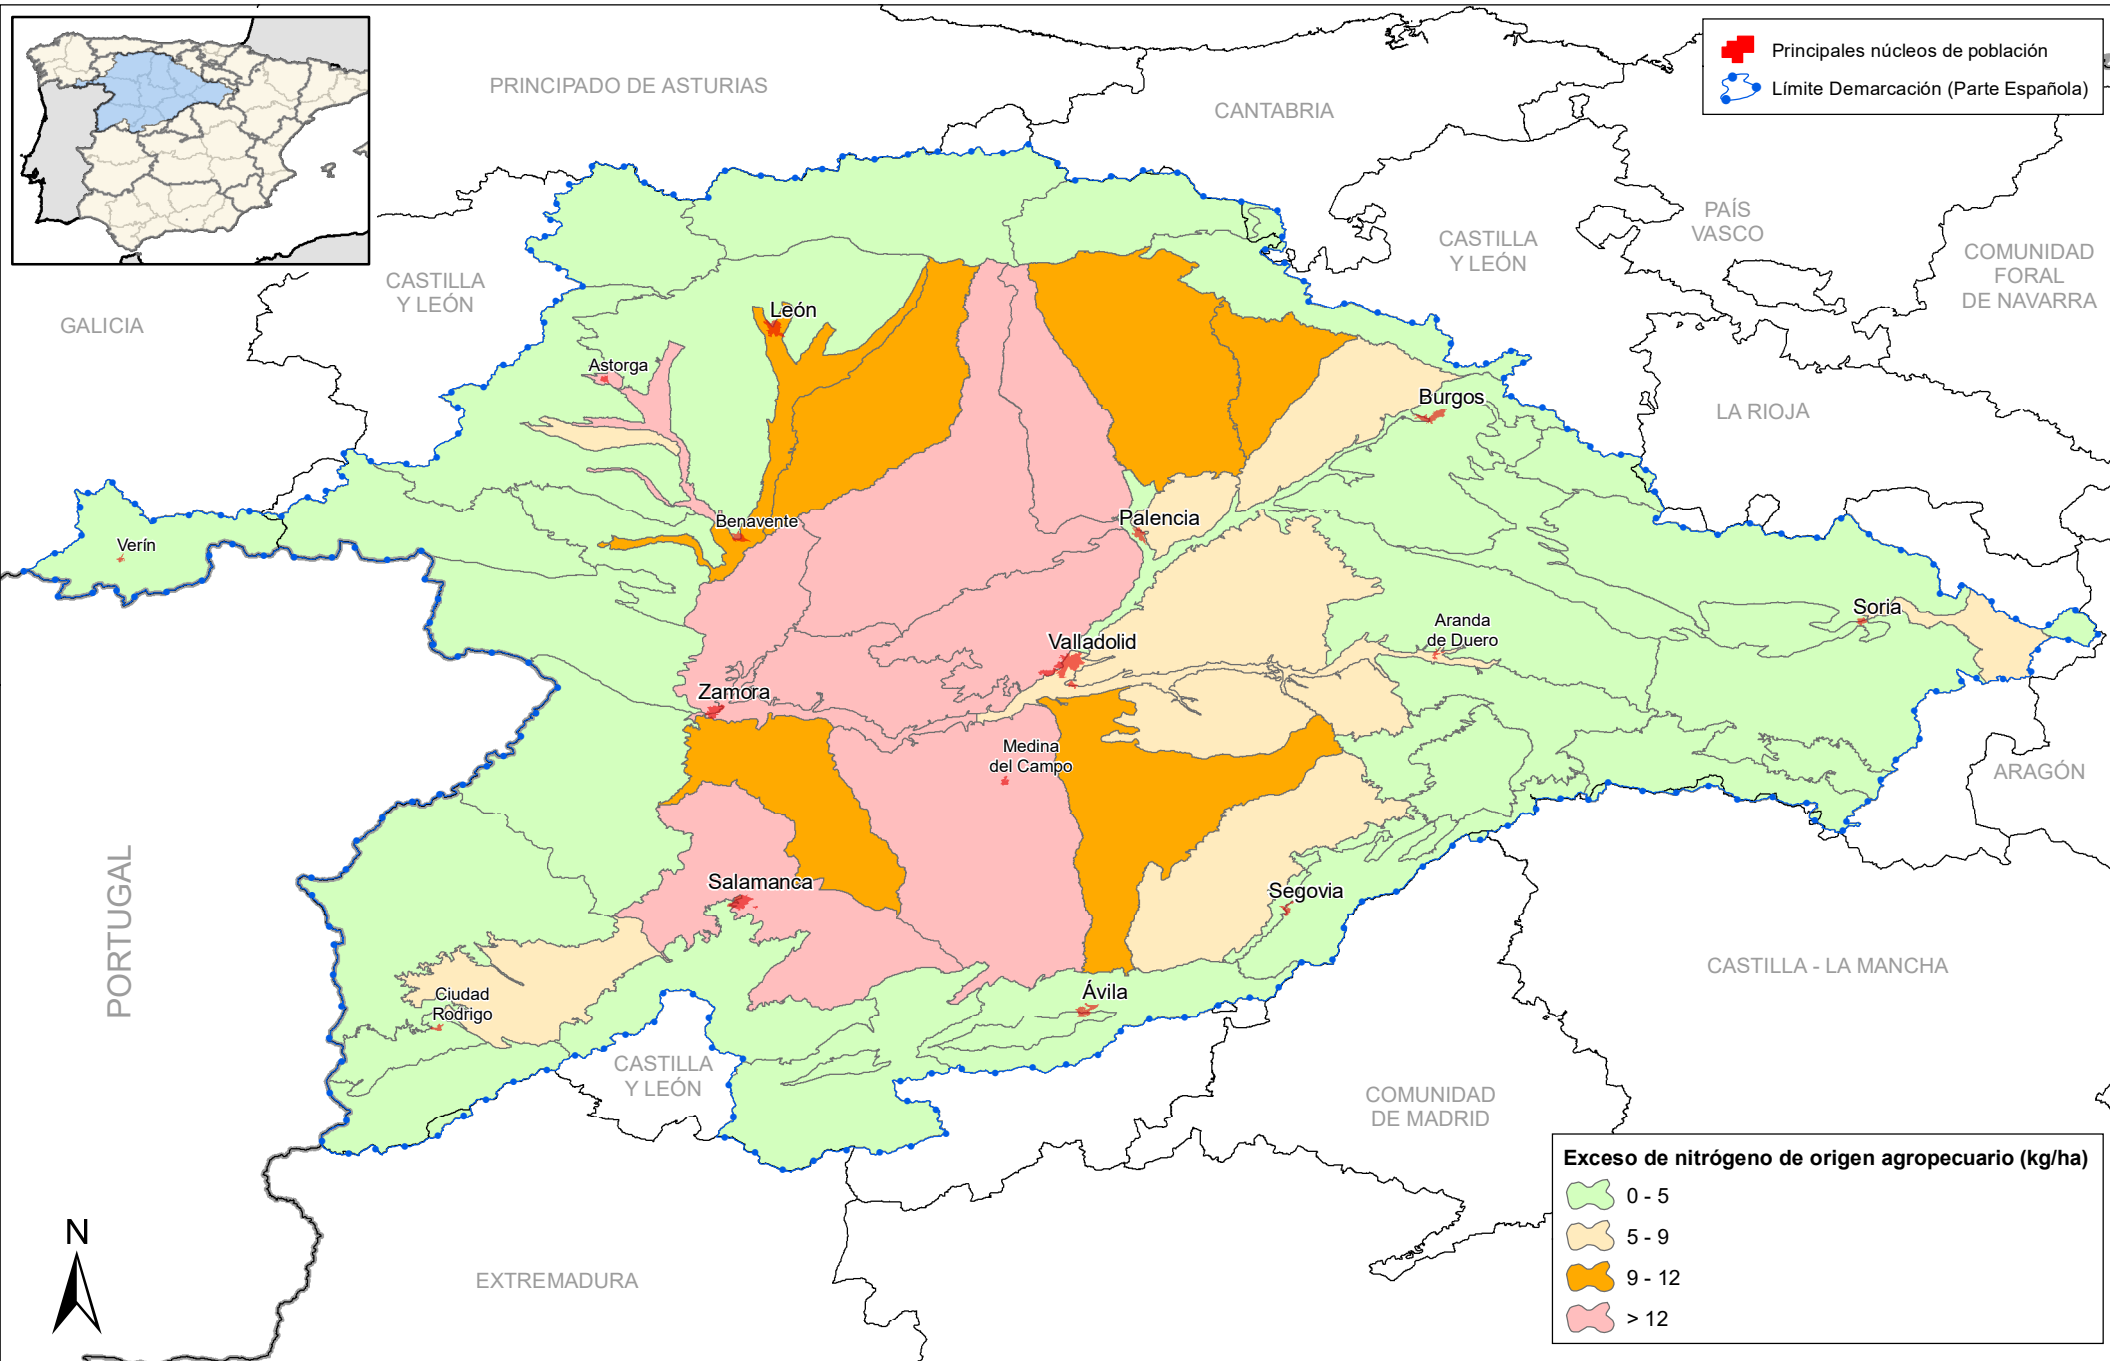 Principales núcleos de población
Límite Demarcación (Parte Española)
PRINCIPADO DE ASTURIAS
CANTABRIA
PAÍS
VASCO
CASTILLA
Y LEÓN
COMUNIDAD
FORAL
DE NAVARRA
CASTILLA
Y LEÓN
GALICIA
León
Astorga
Burgos
LA RIOJA
Benavente
Palencia
Verín
Soria
Aranda
de Duero
Valladolid
Zamora
Medina
del Campo
ARAGÓN
PORTUGAL
Salamanca
Segovia
CASTILLA - LA MANCHA
Ciudad
Rodrigo
Ávila
CASTILLA
Y LEÓN
COMUNIDAD
DE MADRID
EXTREMADURA
N
Exceso de nitrógeno de origen agropecuario (kg/ha)
0 - 5
5 - 9
9 - 12
> 12